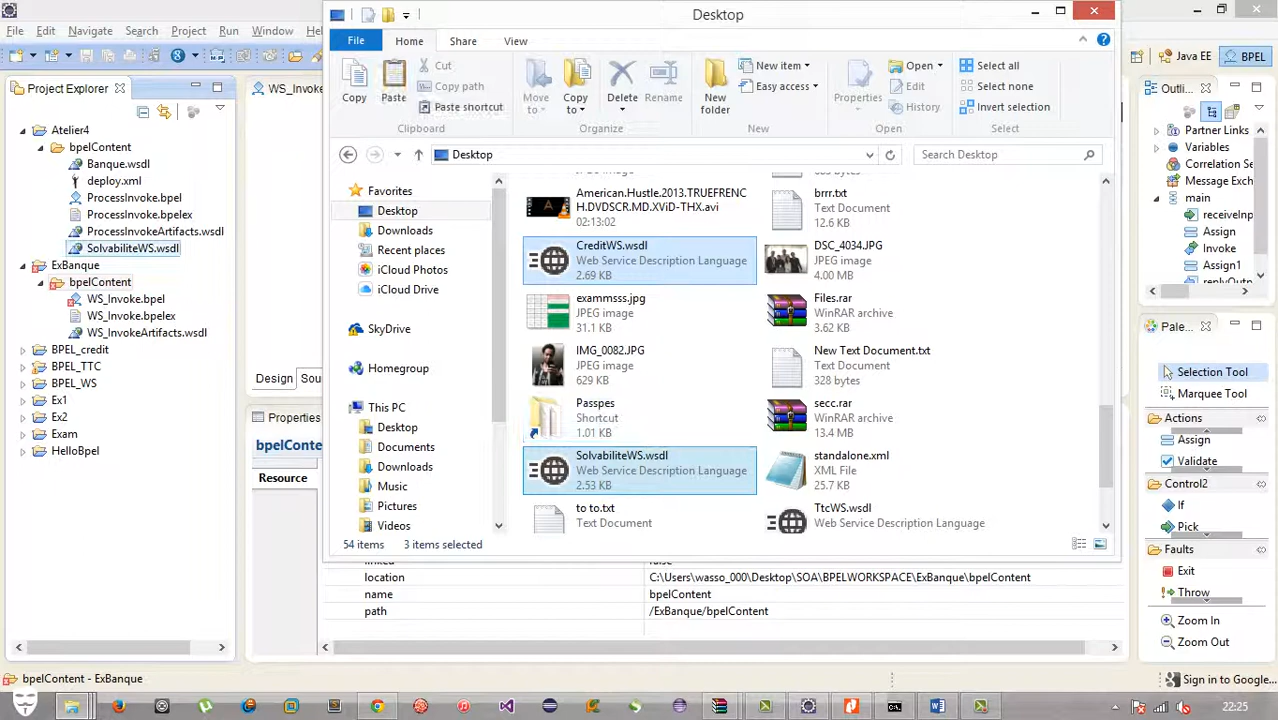 Desktop
File
Edit
Navigate
Search
Project
Run
Window
File
Home
Share
View
Java EE
BPEL
Copy
Paste
Cut
Copy path
Paste shortcut
Clipboard
Move to
Copy to
Delete
Rename
Organize
New folder
New item
Easy access
New
Properties
Open
Edit
History
Open
Select all
Select none
Invert selection
Select
Desktop
Search Desktop
Project Explorer
Atelier4
bpelContent
Banque.wsdl
deploy.xml
ProcessInvoke.bpel
ProcessInvoke.bpelex
ProcessInvokeArtifacts.wsdl
SolvabiliteWS.wsdl
ExBanque
bpelContent
WS_Invoke.bpel
WS_Invoke.bpelex
WS_InvokeArtifacts.wsdl
BPEL_credit
BPEL_TTC
BPEL_WS
Ex1
Ex2
Exam
HelloBpel
WS_Invoke
Design
Sou
Properties
bpelConte
Resource
Favorites
Desktop
Downloads
Recent places
iCloud Photos
iCloud Drive
SkyDrive
Homegroup
This PC
Desktop
Documents
Downloads
Music
Pictures
Videos
American.Hustle.2013.TRUEFRENC
H.DVDSCR.MD.XViD-THX.avi
02:13:02
CreditWS.wsdl
Web Service Description Language
2.69 KB
exammsss.jpg
JPEG image
31.1 KB
IMG_0082.JPG
JPEG image
629 KB
Passpes
Shortcut
1.01 KB
SolvabiliteWS.wsdl
Web Service Description Language
2.53 KB
to to.txt
Text Document
brrr.txt
Text Document
12.6 KB
DSC_4034.JPG
JPEG image
4.00 MB
Files.rar
WinRAR archive
3.62 KB
New Text Document.txt
Text Document
328 bytes
secc.rar
WinRAR archive
13.4 MB
standalone.xml
XML File
25.7 KB
TtcWS.wsdl
Web Service Description Language
54 items
3 items selected
linked
false
location
C:\Users\wasso_000\Desktop\SOA\BPELWORKSPACE\ExBanque\bpelContent
name
bpelContent
path
/ExBanque/bpelContent
Outli...
Partner Links
Variables
Correlation Se
Message Exch
main
receiveInp
Assign
Invoke
Assign1
replyOutp
Pale...
Selection Tool
Marquee Tool
Actions
Assign
Validate
Control2
If
Pick
Faults
Exit
Throw
Zoom In
Zoom Out
bpelContent - ExBanque
Sign in to Google...
22:25